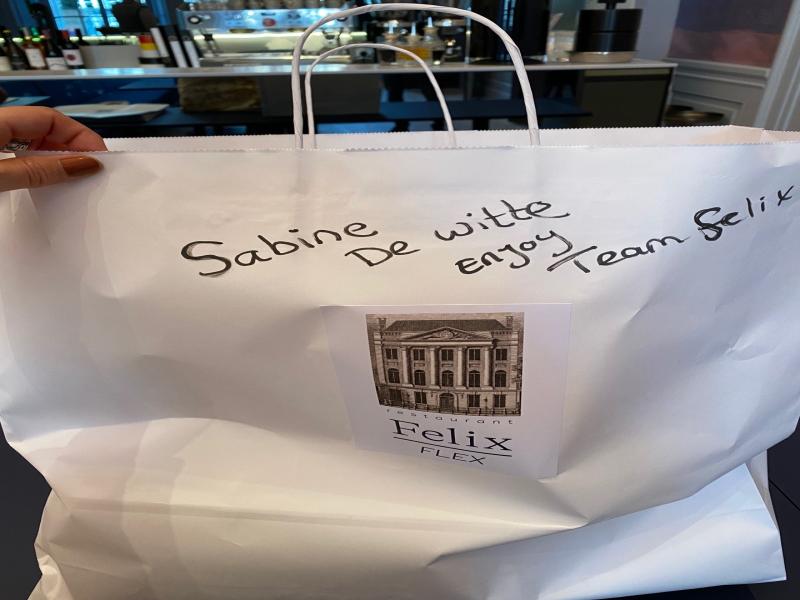 Sabine De witte
Enjoy Team Felix
restaurant
Felix
FLEX